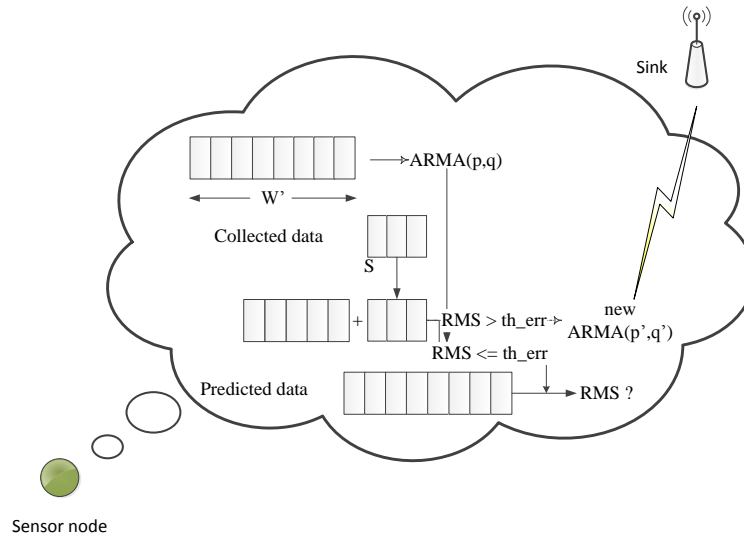 Sink
ARMA(p,q)
W’
Collected data
S
+
RMS > th_err
new
ARMA(p’,q’)
RMS <= th_err
Predicted data
RMS ?
Sensor node